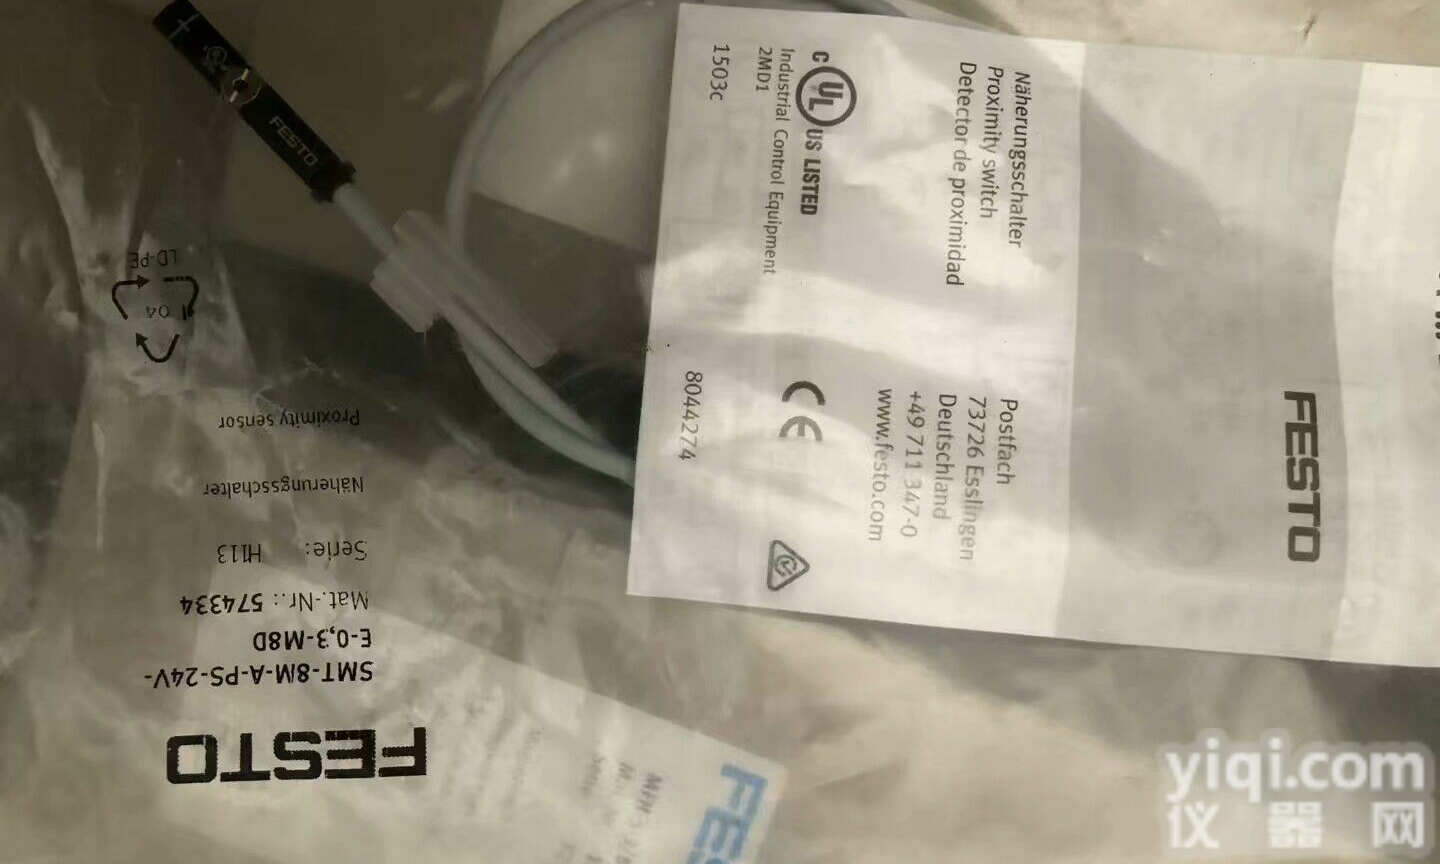 FESTO
Näherungsschalter
Proximity switch
Detector de proximidad
C UL US LISTED
Industrial Control Equipment
2MD1
1503c
Postfach
73726 Esslingen
Deutschland
+49 711 347-0
www.festo.com
CE
8044274
FESTO
FESTO
SMT-8M-A-PS-24V-
E-0,3-M8D
Mat.-Nr.: 574334
Serie: H113
Näherungsschalter
Proximity sensor
04
LD-PE
yiqi.com
仪器网